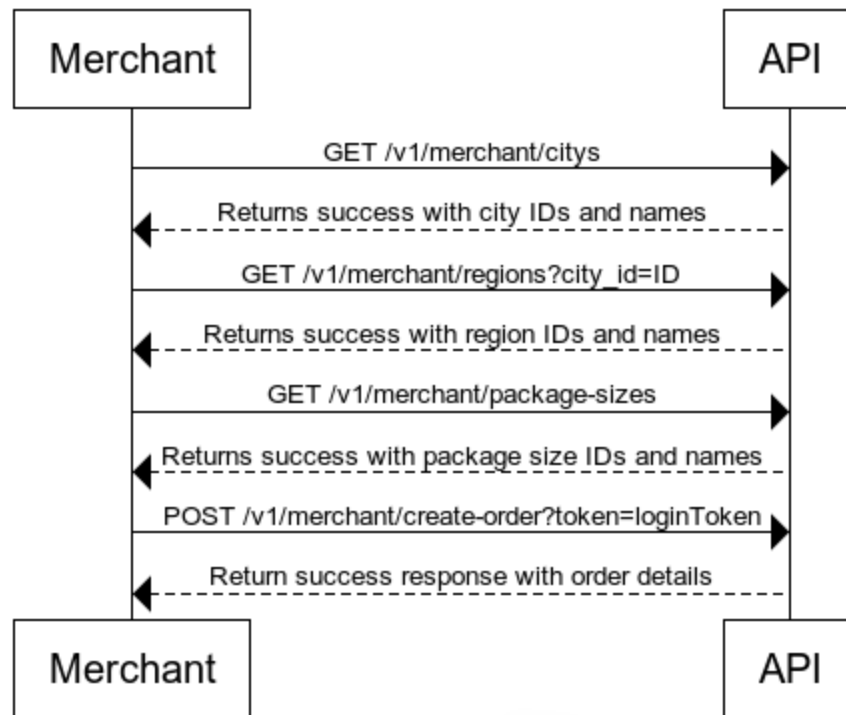 Merchant
API
GET /v1/merchant/citys
Returns success with city IDs and names
GET /v1/merchant/regions?city_id=ID
Returns success with region IDs and names
GET /v1/merchant/package-sizes
Returns success with package size IDs and names
POST /v1/merchant/create-order?token=loginToken
Return success response with order details
Merchant
API